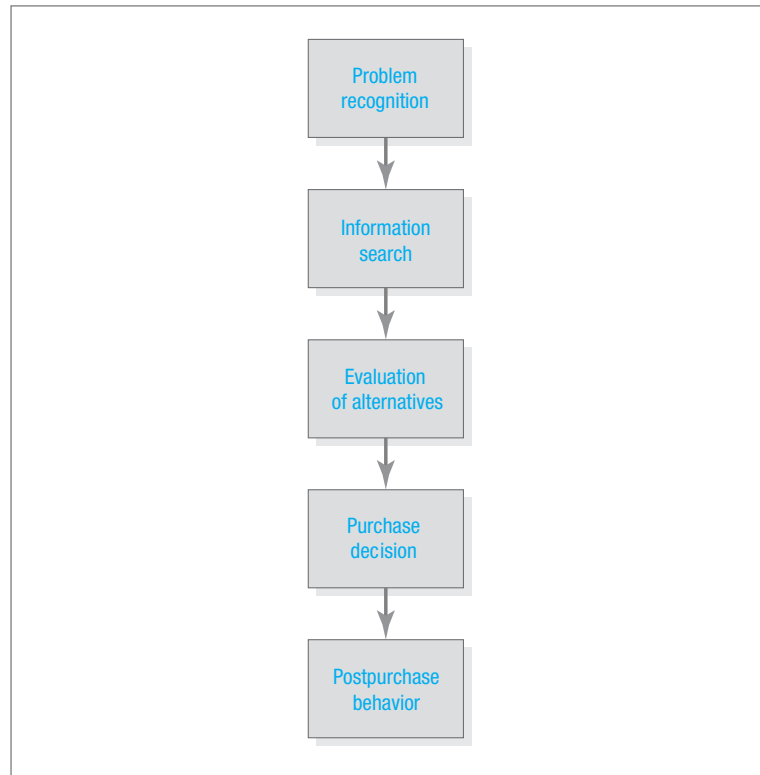 Problem
recognition
Information
search
Evaluation
of alternatives
Purchase
decision
Postpurchase
behavior